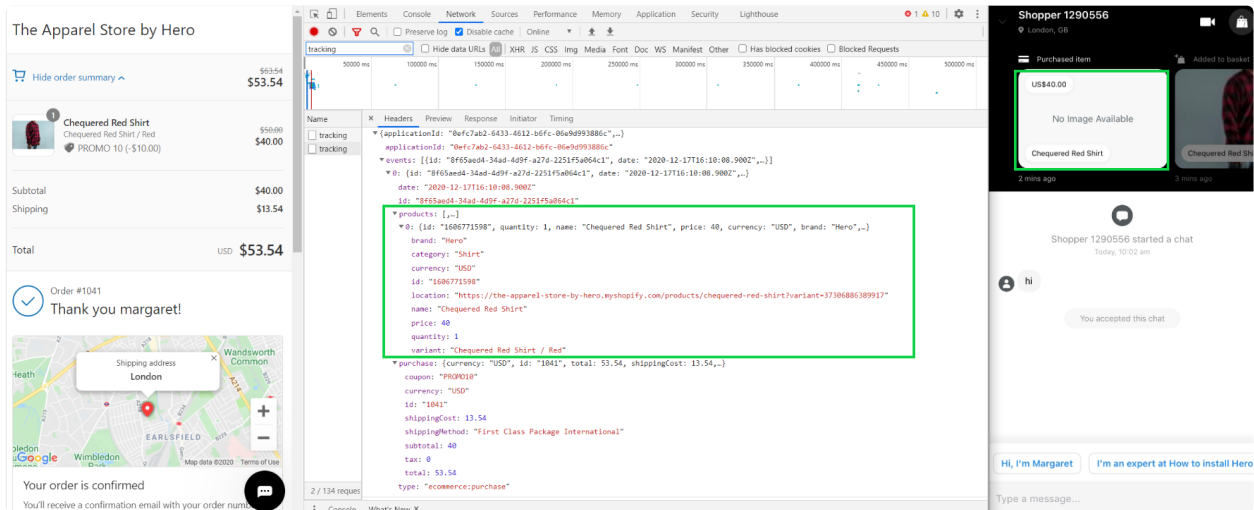 The Apparel Store by Hero
Hide order summary
$63.54
$53.54
1
Chequered Red Shirt
Chequered Red Shirt / Red
PROMO 10 (-$10.00)
$50.00
$40.00
Subtotal
$40.00
Shipping
$13.54
Total
USD $53.54
Order #1041
Thank you margaret!
Shipping address
London
Wandsworth
Common
A214
EARLSFIELD
Wimbledon
Park
Google
Map data ©2020 Terms of Use
Your order is confirmed
You'll receive a confirmation email with your order numb
Elements Console Network Sources Performance Memory Application Security Lighthouse
1 10
Preserve log Disable cache Online
tracking
Hide data URLs All XHR JS CSS Img Media Font Doc WS Manifest Other Has blocked cookies Blocked Requests
50000 ms 100000 ms 150000 ms 200000 ms 250000 ms 300000 ms 350000 ms 400000 ms 450000 ms 500000 ms
Name
tracking
tracking
2 / 134 reques
× Headers Preview Response Initiator Timing
{applicationId: "0efc7ab2-6433-4612-b6fc-06e9d993886c",…}
applicationId: "0efc7ab2-6433-4612-b6fc-06e9d993886c"
events: [{id: "8f65aed4-34ad-4d9f-a27d-2251f5a064c1", date: "2020-12-17T16:10:08.900Z",…}]
0: {id: "8f65aed4-34ad-4d9f-a27d-2251f5a064c1", date: "2020-12-17T16:10:08.900Z",…}
date: "2020-12-17T16:10:08.900Z"
id: "8f65aed4-34ad-4d9f-a27d-2251f5a064c1"
products: [,…]
0: {id: "1606771598", quantity: 1, name: "Chequered Red Shirt", price: 40, currency: "USD", brand: "Hero",…}
brand: "Hero"
category: "Shirt"
currency: "USD"
id: "1606771598"
location: "https://the-apparel-store-by-hero.myshopify.com/products/chequered-red-shirt?variant=37306886389917"
name: "Chequered Red Shirt"
price: 40
quantity: 1
variant: "Chequered Red Shirt / Red"
purchase: {currency: "USD", id: "1041", total: 53.54, shippingCost: 13.54,…}
coupon: "PROMO10"
currency: "USD"
id: "1041"
shippingCost: 13.54
shippingMethod: "First Class Package International"
subtotal: 40
tax: 0
total: 53.54
type: "ecommerce:purchase"
Console What's New ×
Shopper 1290556
London, GB
Purchased item
Added to basket
US$40.00
No Image Available
Chequered Red Shirt
Chequered Red Sh
2 mins ago
3 mins ago
Shopper 1290556 started a chat
Today, 10:02 am
hi
You accepted this chat
Hi, I'm Margaret
I'm an expert at How to install Hero
Type a message...